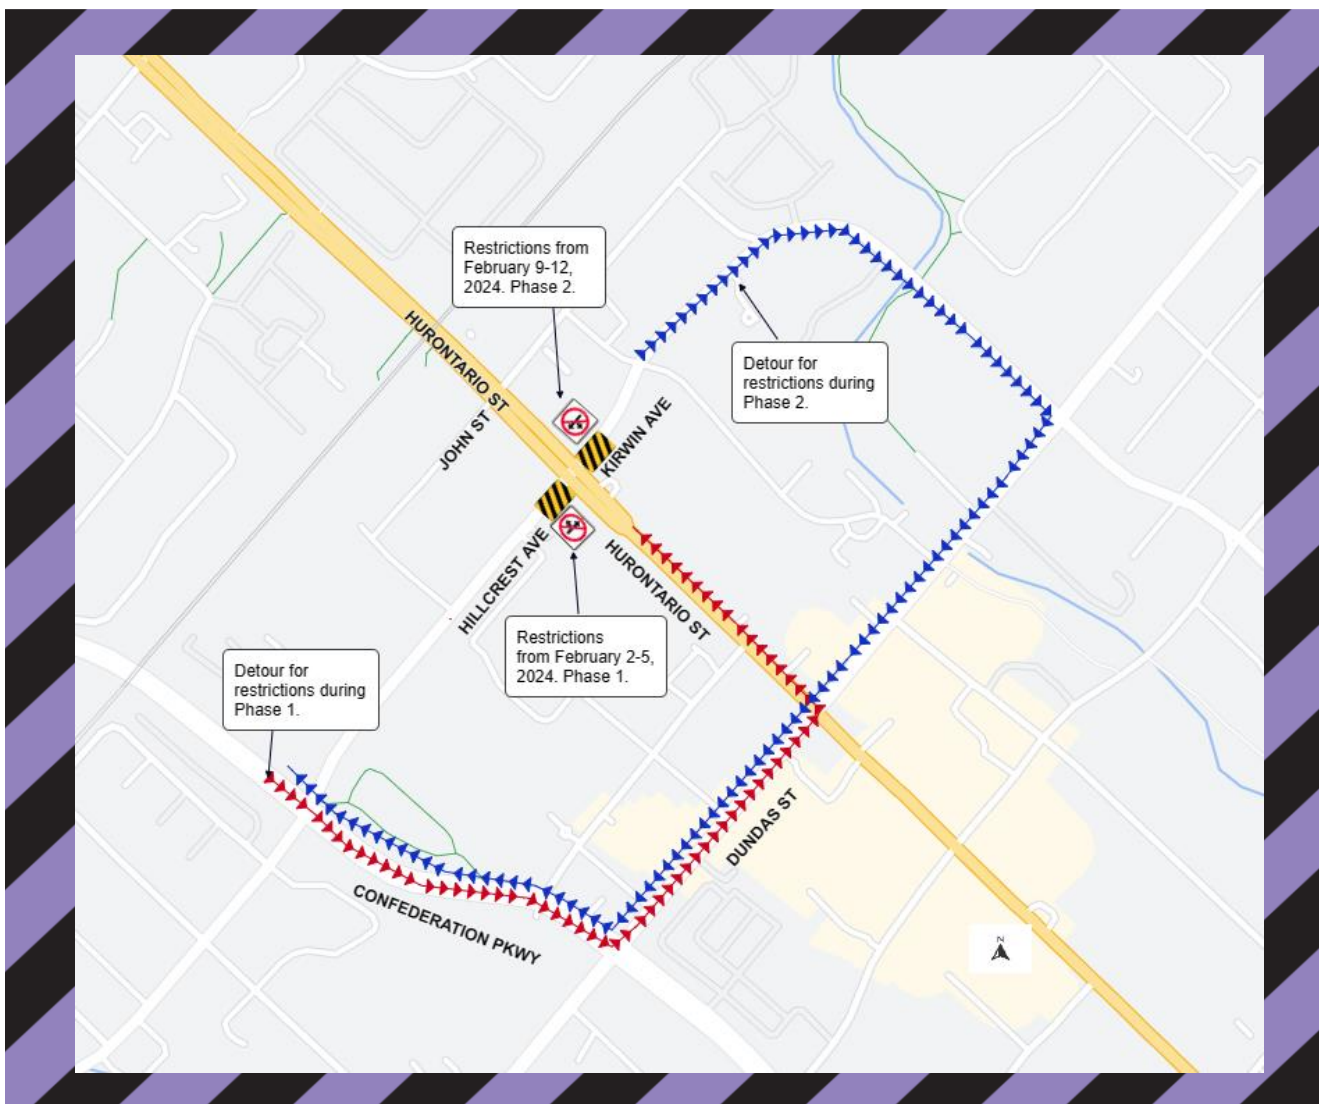 Restrictions from
February 9-12,
2024. Phase 2.
HURONTARIO ST
Detour for
restrictions during
Phase 2.
JOHN ST
KIRWIN AVE
HILLCREST AVE
HURONTARIO ST
Restrictions
from February 2-5,
2024. Phase 1.
Detour for
restrictions during
Phase 1.
DUNDAS ST
CONFEDERATION PKWY
N